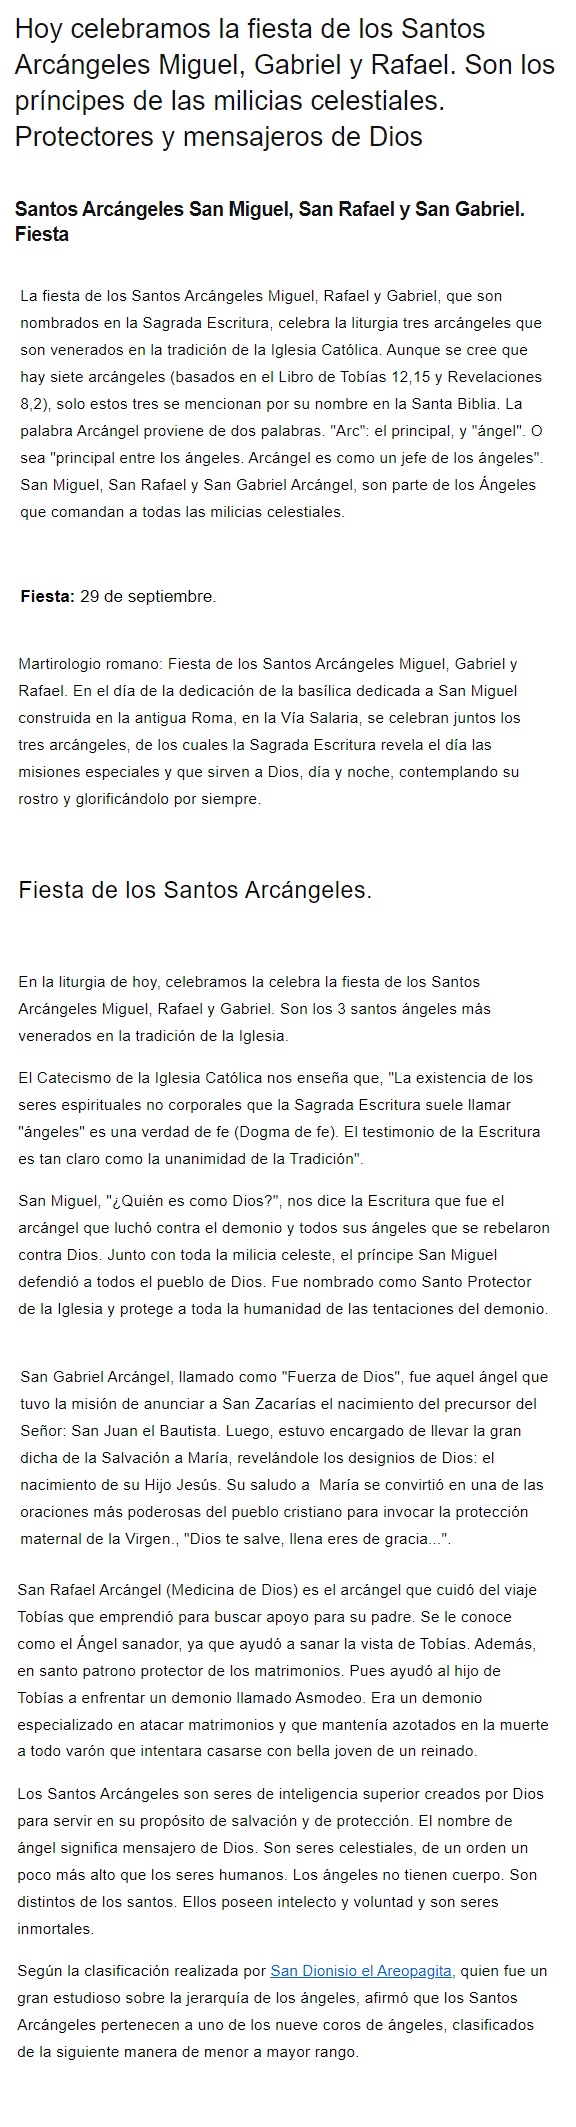 Hoy celebramos la fiesta de los Santos
Arcángeles Miguel, Gabriel y Rafael. Son los
príncipes de las milicias celestiales.
Protectores y mensajeros de Dios
Santos Arcángeles San Miguel, San Rafael y San Gabriel.
Fiesta
La fiesta de los Santos Arcángeles Miguel, Rafael y Gabriel, que son
nombrados en la Sagrada Escritura, celebra la liturgia tres arcángeles que
son venerados en la tradición de la Iglesia Católica. Aunque se cree que
hay siete arcángeles (basados en el Libro de Tobías 12,15 y Revelaciones
8,2), solo estos tres se mencionan por su nombre en la Santa Biblia. La
palabra Arcángel proviene de dos palabras. "Arc": el principal, y "ángel". O
sea "principal entre los ángeles. Arcángel es como un jefe de los ángeles".
San Miguel, San Rafael y San Gabriel Arcángel, son parte de los Ángeles
que comandan a todas las milicias celestiales.
Fiesta: 29 de septiembre.
Martirologio romano: Fiesta de los Santos Arcángeles Miguel, Gabriel y
Rafael. En el día de la dedicación de la basílica dedicada a San Miguel
construida en la antigua Roma, en la Vía Salaria, se celebran juntos los
tres arcángeles, de los cuales la Sagrada Escritura revela el día las
misiones especiales y que sirven a Dios, día y noche, contemplando su
rostro y glorificándolo por siempre.
Fiesta de los Santos Arcángeles.
En la liturgia de hoy, celebramos la celebra la fiesta de los Santos
Arcángeles Miguel, Rafael y Gabriel. Son los 3 santos ángeles más
venerados en la tradición de la Iglesia.
El Catecismo de la Iglesia Católica nos enseña que, "La existencia de los
seres espirituales no corporales que la Sagrada Escritura suele llamar
"ángeles" es una verdad de fe (Dogma de fe). El testimonio de la Escritura
es tan claro como la unanimidad de la Tradición".
San Miguel, "¿Quién es como Dios?", nos dice la Escritura que fue el
arcángel que luchó contra el demonio y todos sus ángeles que se rebelaron
contra Dios. Junto con toda la milicia celeste, el príncipe San Miguel
defendió a todos el pueblo de Dios. Fue nombrado como Santo Protector
de la Iglesia y protege a toda la humanidad de las tentaciones del demonio.
San Gabriel Arcángel, llamado como "Fuerza de Dios", fue aquel ángel que
tuvo la misión de anunciar a San Zacarías el nacimiento del precursor del
Señor: San Juan el Bautista. Luego, estuvo encargado de llevar la gran
dicha de la Salvación a María, revelándole los designios de Dios: el
nacimiento de su Hijo Jesús. Su saludo a  María se convirtió en una de las
oraciones más poderosas del pueblo cristiano para invocar la protección
maternal de la Virgen., "Dios te salve, llena eres de gracia...".
San Rafael Arcángel (Medicina de Dios) es el arcángel que cuidó del viaje
Tobías que emprendió para buscar apoyo para su padre. Se le conoce
como el Ángel sanador, ya que ayudó a sanar la vista de Tobías. Además,
en santo patrono protector de los matrimonios. Pues ayudó al hijo de
Tobías a enfrentar un demonio llamado Asmodeo. Era un demonio
especializado en atacar matrimonios y que mantenía azotados en la muerte
a todo varón que intentara casarse con bella joven de un reinado.
Los Santos Arcángeles son seres de inteligencia superior creados por Dios
para servir en su propósito de salvación y de protección. El nombre de
ángel significa mensajero de Dios. Son seres celestiales, de un orden un
poco más alto que los seres humanos. Los ángeles no tienen cuerpo. Son
distintos de los santos. Ellos poseen intelecto y voluntad y son seres
inmortales.
Según la clasificación realizada por San Dionisio el Areopagita, quien fue un
gran estudioso sobre la jerarquía de los ángeles, afirmó que los Santos
Arcángeles pertenecen a uno de los nueve coros de ángeles, clasificados
de la siguiente manera de menor a mayor rango.